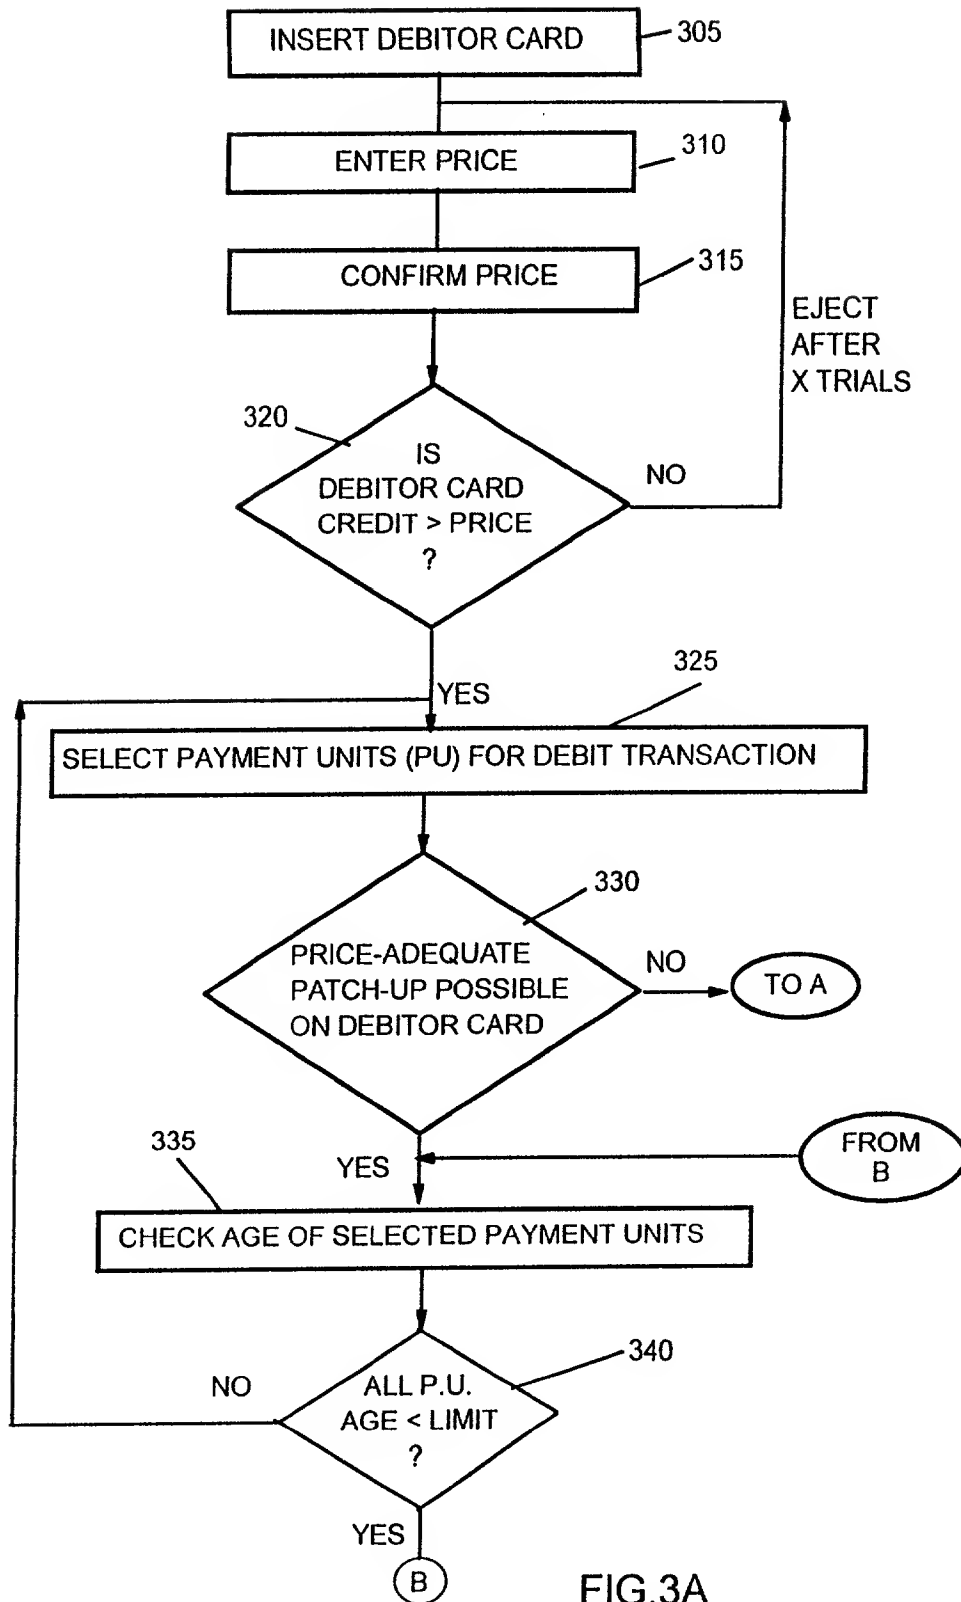 INSERT DEBITOR CARD
305
ENTER PRICE
310
CONFIRM PRICE
315
EJECT
AFTER
X TRIALS
320
IS
DEBITOR CARD
CREDIT > PRICE
?
NO
YES
325
SELECT PAYMENT UNITS (PU) FOR DEBIT TRANSACTION
330
PRICE-ADEQUATE
PATCH-UP POSSIBLE
ON DEBITOR CARD
NO
TO A
335
YES
FROM
B
CHECK AGE OF SELECTED PAYMENT UNITS
340
NO
ALL P.U.
AGE < LIMIT
?
YES
B
FIG.3A